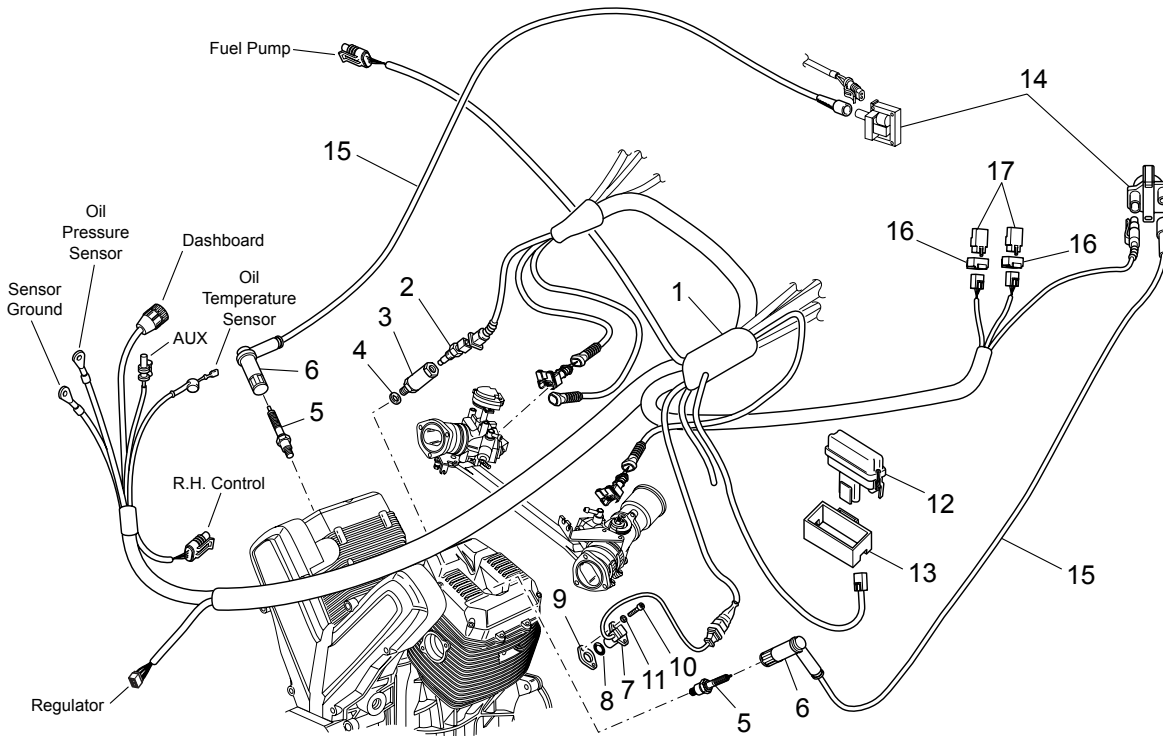 Fuel Pump
14
15
17
Oil
Pressure
Sensor
Dashboard
16
16
Oil
Temperature
Sensor
Sensor
Ground
2
1
3
AUX
4
6
5
12
R.H. Control
13
15
9
10
11
7
8
Regulator
5
6